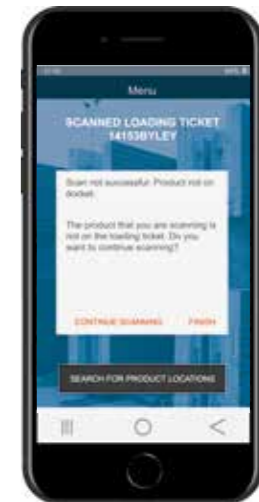 Menu
SCANNED LOADING TICKET
14153BYLEY
Scan not successful. Product not on
docket.
The product that you are scanning is
not on the loading ticket. Do you
want to continue scanning?
CONTINUE SCANNING FINISH
SEARCH FOR PRODUCT LOCATIONS